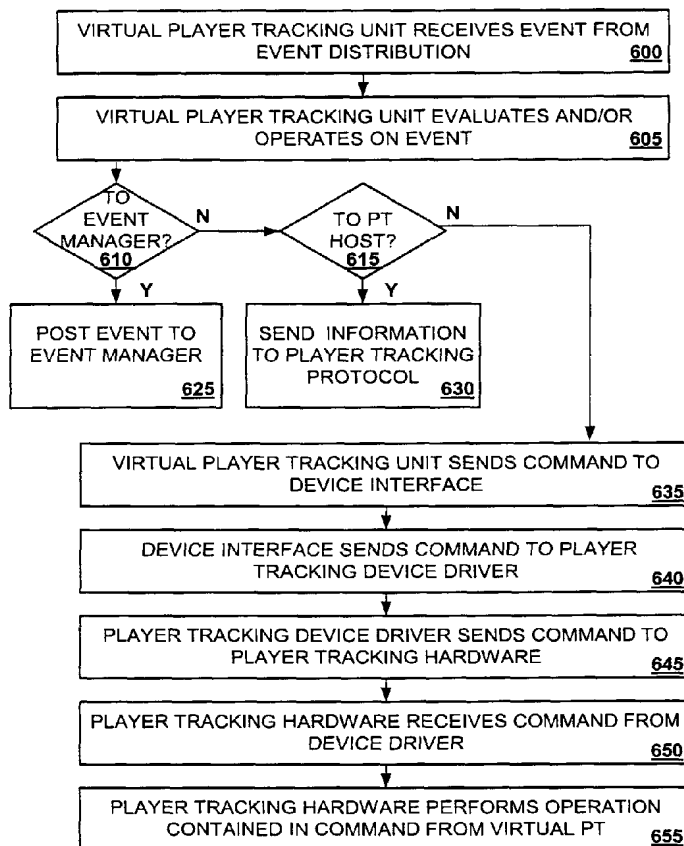 VIRTUAL PLAYER TRACKING UNIT RECEIVES EVENT FROM
EVENT DISTRIBUTION
600
VIRTUAL PLAYER TRACKING UNIT EVALUATES AND/OR
OPERATES ON EVENT
605
TO
EVENT
MANAGER?
610
N
Y
TO PT
HOST?
615
N
Y
POST EVENT TO
EVENT MANAGER
625
SEND INFORMATION
TO PLAYER TRACKING
PROTOCOL
630
VIRTUAL PLAYER TRACKING UNIT SENDS COMMAND TO
DEVICE INTERFACE
635
DEVICE INTERFACE SENDS COMMAND TO PLAYER
TRACKING DEVICE DRIVER
640
PLAYER TRACKING DEVICE DRIVER SENDS COMMAND TO
PLAYER TRACKING HARDWARE
645
PLAYER TRACKING HARDWARE RECEIVES COMMAND FROM
DEVICE DRIVER
650
PLAYER TRACKING HARDWARE PERFORMS OPERATION
CONTAINED IN COMMAND FROM VIRTUAL PT
655